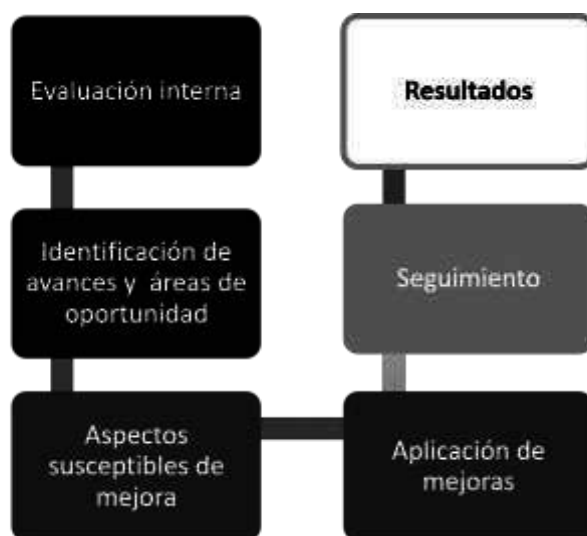 Evaluación interna
Identificación de
avances y áreas de
oportunidad
Aspectos
susceptibles de
mejora
Aplicación de
mejoras
Seguimiento
Resultados